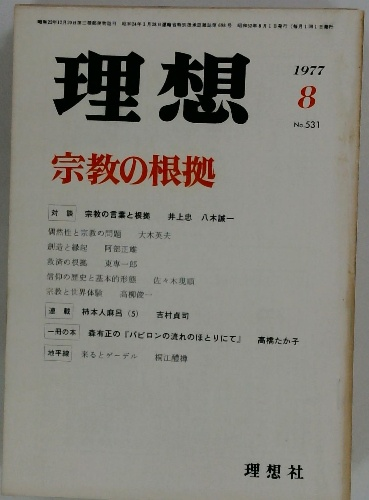 理想
1977
8
No.531
宗教の根拠
対談 宗教の言葉と根拠 井上忠 八木誠一
偶然性と宗教の問題 大木英夫
創造と縁起 阿部正雄
救済の根拠 東専一郎
信仰の歴史と基本的形態 佐々木現順
宗教と世界体験 高柳俊一
連載 柿本人麻呂(5) 吉村貞司
一冊の本 森有正の『バビロンの流れのほとりにて』 高橋たか子
地平線 来るとゲーデル
理想社